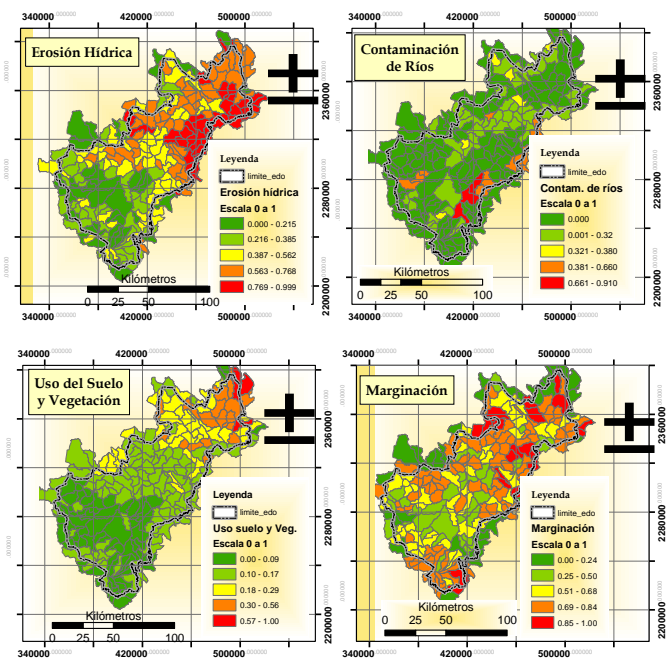 340000 420000 500000
Erosión Hídrica
2360000
2280000
2200000
Leyenda
limite_edo
Erosión hídrica
Escala 0 a 1
0.000 - 0.215
0.216 - 0.385
0.387 - 0.562
0.563 - 0.768
0.769 - 0.999
Kilómetros
0 25 50 100
340000 420000 500000
340000 420000 500000
Contaminación
de Ríos
2360000
2280000
2200000
Leyenda
limite_edo
Contam. de ríos
Escala 0 a 1
0.000
0.001 - 0.32
0.321 - 0.380
0.381 - 0.660
0.661 - 0.910
Kilómetros
0 25 50 100
340000 420000 500000
340000 420000 500000
Uso del Suelo
y Vegetación
2360000
2280000
2200000
Leyenda
limite_edo
Uso suelo y Veg.
Escala 0 a 1
0.00 - 0.09
0.10 - 0.17
0.18 - 0.29
0.30 - 0.56
0.57 - 1.00
Kilómetros
0 25 50 100
340000 420000 500000
340000 420000 500000
Marginación
2360000
2280000
2200000
Leyenda
limite_edo
Marginación
Escala 0 a 1
0.00 - 0.24
0.25 - 0.50
0.51 - 0.68
0.69 - 0.84
0.85 - 1.00
Kilómetros
0 25 50 100
340000 420000 500000